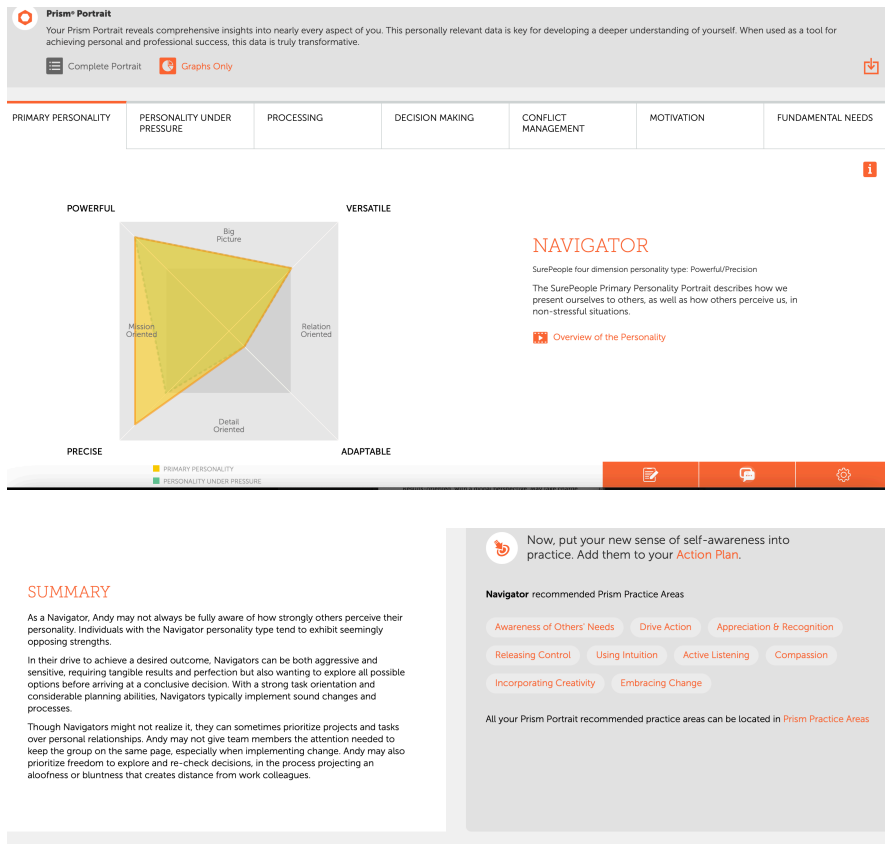 Prism® Portrait
Your Prism Portrait reveals comprehensive insights into nearly every aspect of you. This personally relevant data is key for developing a deeper understanding of yourself. When used as a tool for
achieving personal and professional success, this data is truly transformative.
Complete Portrait
Graphs Only
PRIMARY PERSONALITY
PERSONALITY UNDER
PRESSURE
PROCESSING
DECISION MAKING
CONFLICT
MANAGEMENT
MOTIVATION
FUNDAMENTAL NEEDS
i
POWERFUL
VERSATILE
Big
Picture
Mission
Oriented
Relation
Oriented
Detail
Oriented
PRECISE
ADAPTABLE
PRIMARY PERSONALITY
PERSONALITY UNDER PRESSURE
NAVIGATOR
SurePeople four dimension personality type: Powerful/Precision
The SurePeople Primary Personality Portrait describes how we
present ourselves to others, as well as how others perceive us, in
non-stressful situations.
Overview of the Personality
SUMMARY
As a Navigator, Andy may not always be fully aware of how strongly others perceive their
personality. Individuals with the Navigator personality type tend to exhibit seemingly
opposing strengths.
In their drive to achieve a desired outcome, Navigators can be both aggressive and
sensitive, requiring tangible results and perfection but also wanting to explore all possible
options before arriving at a conclusive decision. With a strong task orientation and
considerable planning abilities, Navigators typically implement sound changes and
processes.
Though Navigators might not realize it, they can sometimes prioritize projects and tasks
over personal relationships. Andy may not give team members the attention needed to
keep the group on the same page, especially when implementing change. Andy may also
prioritize freedom to explore and re-check decisions, in the process projecting an
aloofness or bluntness that creates distance from work colleagues.
Now, put your new sense of self-awareness into
practice. Add them to your Action Plan.
Navigator recommended Prism Practice Areas
Awareness of Others' Needs
Drive Action
Appreciation & Recognition
Releasing Control
Using Intuition
Active Listening
Compassion
Incorporating Creativity
Embracing Change
All your Prism Portrait recommended practice areas can be located in Prism Practice Areas